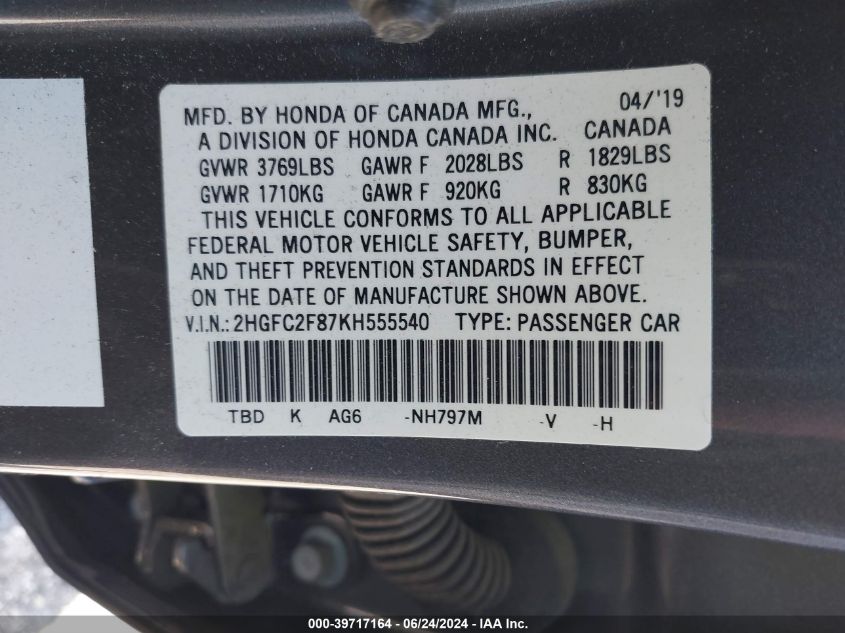 MFD. BY HONDA OF CANADA MFG., 04/'19
A DIVISION OF HONDA CANADA INC. CANADA
GVWR 3769LBS GAWR F 2028LBS R 1829LBS
GVWR 1710KG GAWR F 920KG R 830KG
THIS VEHICLE CONFORMS TO ALL APPLICABLE
FEDERAL MOTOR VEHICLE SAFETY, BUMPER,
AND THEFT PREVENTION STANDARDS IN EFFECT
ON THE DATE OF MANUFACTURE SHOWN ABOVE.
V.I.N.: 2HGFC2F87KH555540 TYPE: PASSENGER CAR
TBD K AG6 -NH797M -V -H
000-39717164 - 06/24/2024 - IAA Inc.